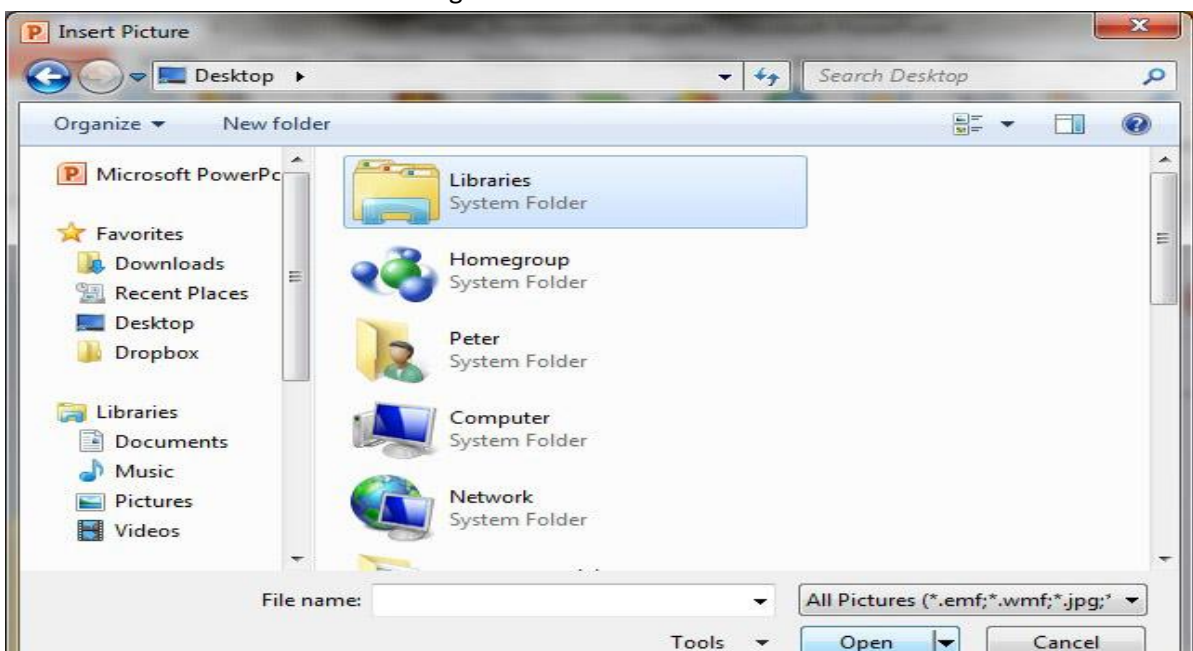 Insert Picture
Desktop
Search Desktop
Organize
New folder
Microsoft PowerPc
Favorites
Downloads
Recent Places
Desktop
Dropbox
Libraries
Documents
Music
Pictures
Videos
Libraries
System Folder
Homegroup
System Folder
Peter
System Folder
Computer
System Folder
Network
System Folder
File name:
All Pictures (*.emf;*.wmf;*.jpg;*
Tools
Open
Cancel